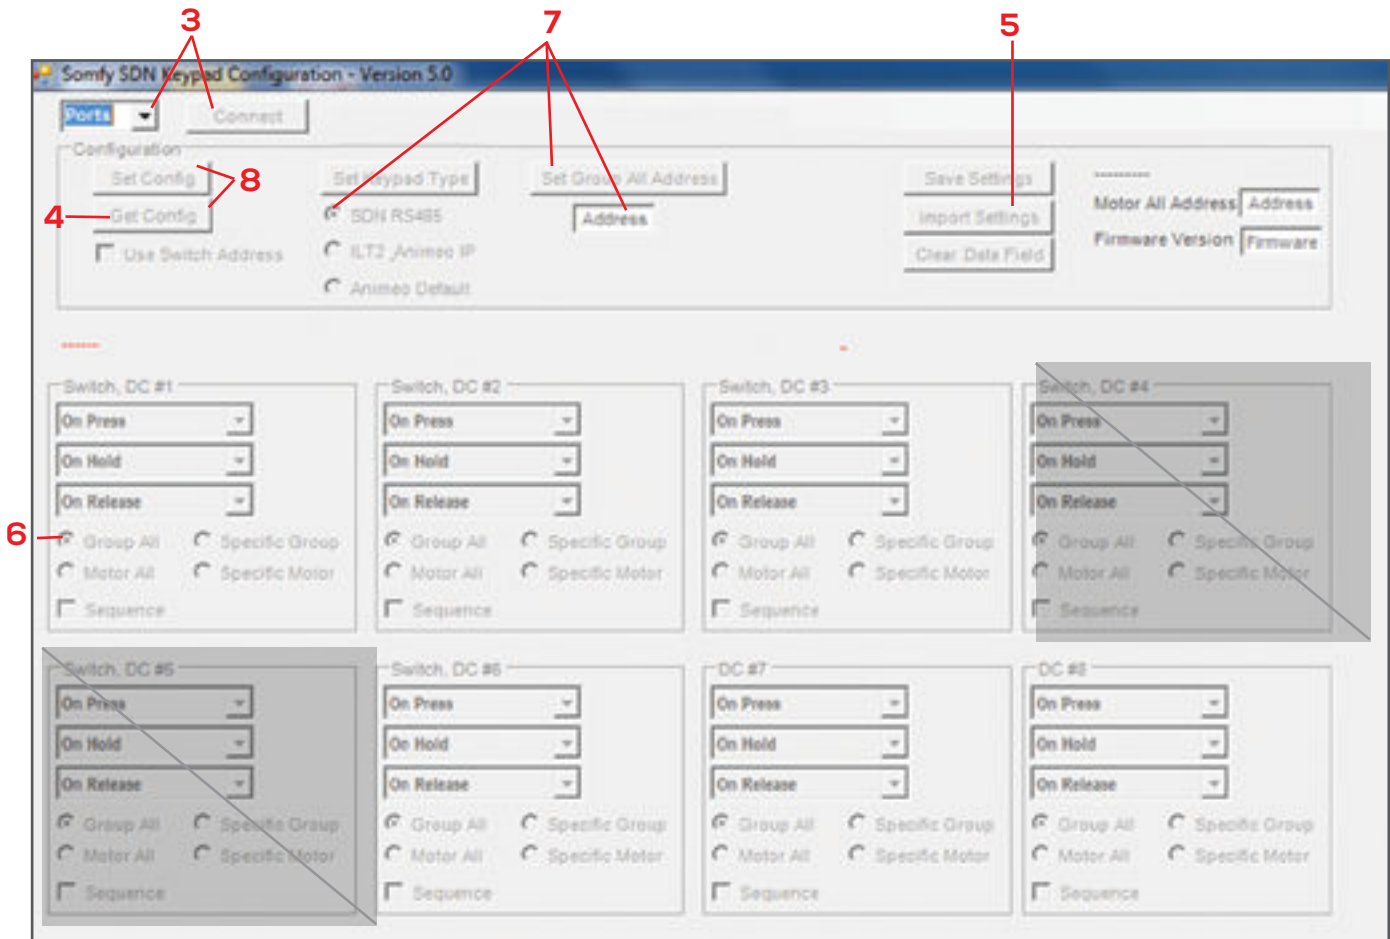 3 7 5
Somfy SDN Keypad Configuration - Version 5.0
Ports Connect
Configuration
Set Config 8 Set Keypad Type Set Group All Address Save Settings ---------
4 Get Config SDN RS485 Address Import Settings Motor All Address Address
Use Switch Address ILT2_Animeo IP Clear Data Field Firmware Version Firmware
Animeo Default
------- -
Switch, DC #1 Switch, DC #2 Switch, DC #3 Switch, DC #4
On Press On Press On Press On Press
On Hold On Hold On Hold On Hold
On Release On Release On Release On Release
6 Group All Specific Group Group All Specific Group Group All Specific Group Group All Specific Group
Motor All Specific Motor Motor All Specific Motor Motor All Specific Motor Motor All Specific Motor
Sequence Sequence Sequence Sequence
Switch, DC #5 Switch, DC #6 DC #7 DC #8
On Press On Press On Press On Press
On Hold On Hold On Hold On Hold
On Release On Release On Release On Release
Group All Specific Group Group All Specific Group Group All Specific Group Group All Specific Group
Motor All Specific Motor Motor All Specific Motor Motor All Specific Motor Motor All Specific Motor
Sequence Sequence Sequence Sequence